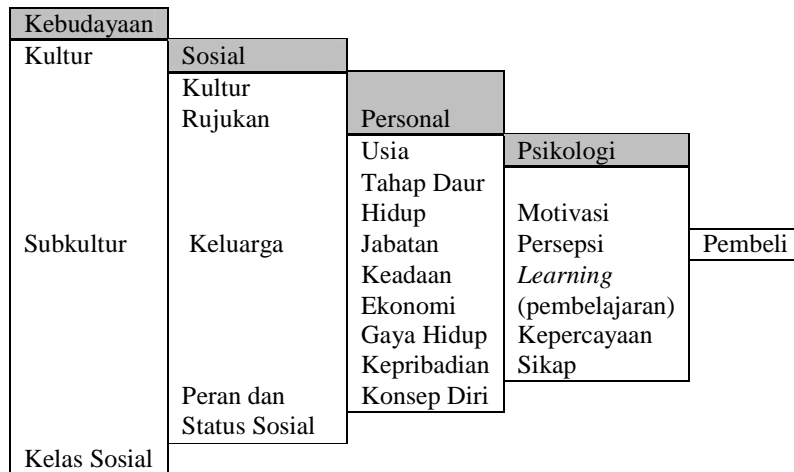 Kebudayaan
Kultur
Subkultur
Kelas Sosial
Sosial
Kultur
Rujukan
Keluarga
Peran dan
Status Sosial
Personal
Usia
Tahap Daur
Hidup
Jabatan
Keadaan
Ekonomi
Gaya Hidup
Kepribadian
Konsep Diri
Psikologi
Motivasi
Persepsi
Learning
(pembelajaran)
Kepercayaan
Sikap
Pembeli